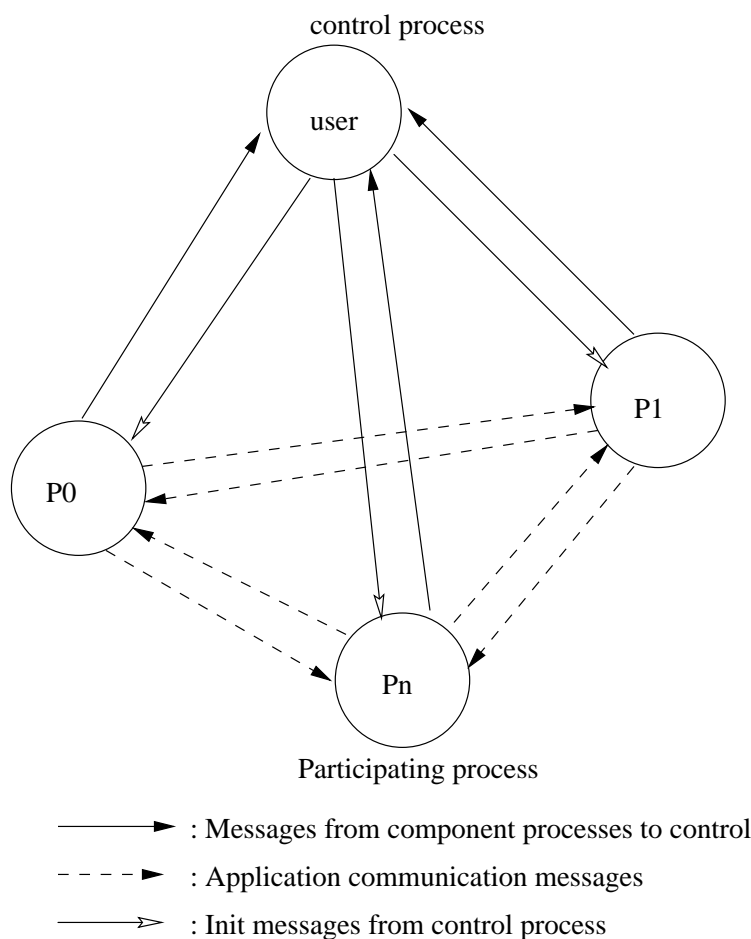 control process
user
P1
P0
Pn
Participating process
: Messages from component processes to control
: Application communication messages
: Init messages from control process